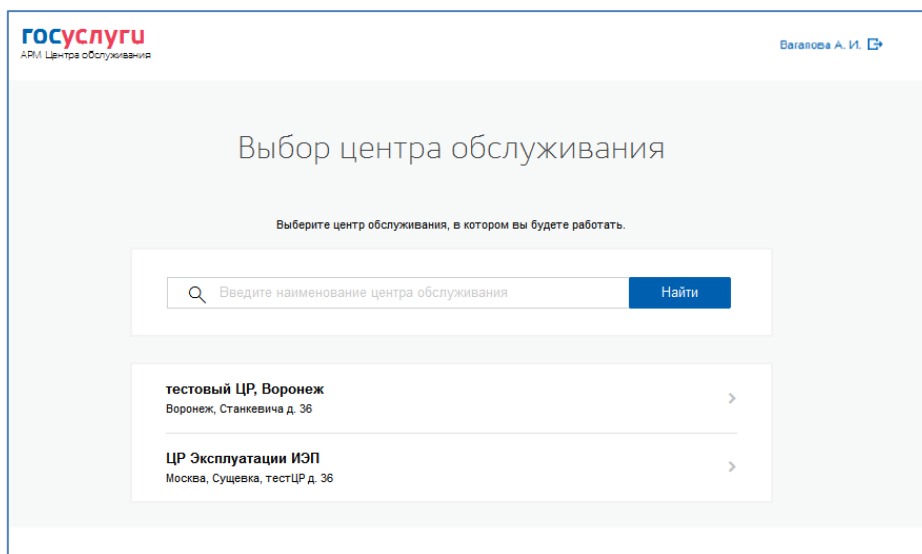 госуслуги
АРМ Центра обслуживания
Вагапова А. И.
Выбор центра обслуживания
Выберите центр обслуживания, в котором вы будете работать.
Введите наименование центра обслуживания
Найти
тестовый ЦР, Воронеж
Воронеж, Станкевича д. 36
ЦР Эксплуатации ИЭП
Москва, Сущевка, тестЦР д. 36